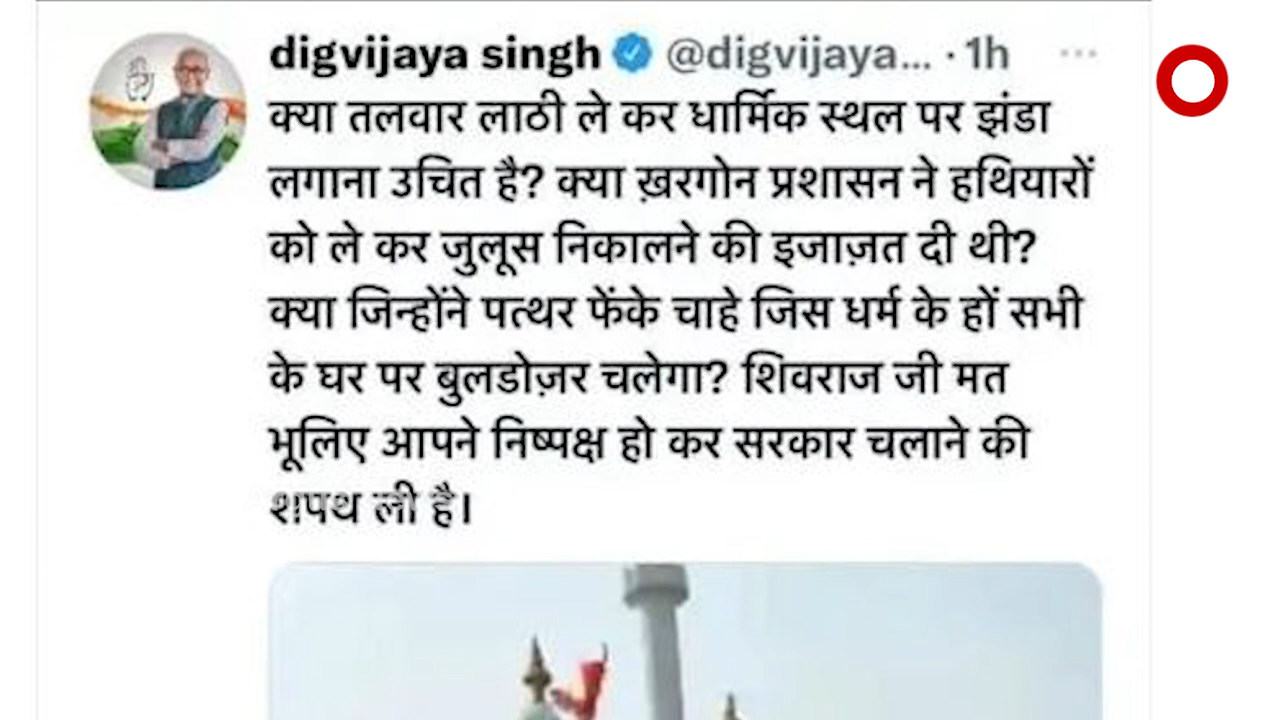 digvijaya singh @digvijaya... · 1h
क्या तलवार लाठी ले कर धार्मिक स्थल पर झंडा
लगाना उचित है? क्या ख़रगोन प्रशासन ने हथियारों
को ले कर जुलूस निकालने की इजाज़त दी थी?
क्या जिन्होंने पत्थर फेंके चाहे जिस धर्म के हों सभी
के घर पर बुलडोज़र चलेगा? शिवराज जी मत
भूलिए आपने निष्पक्ष हो कर सरकार चलाने की
शपथ ली है।